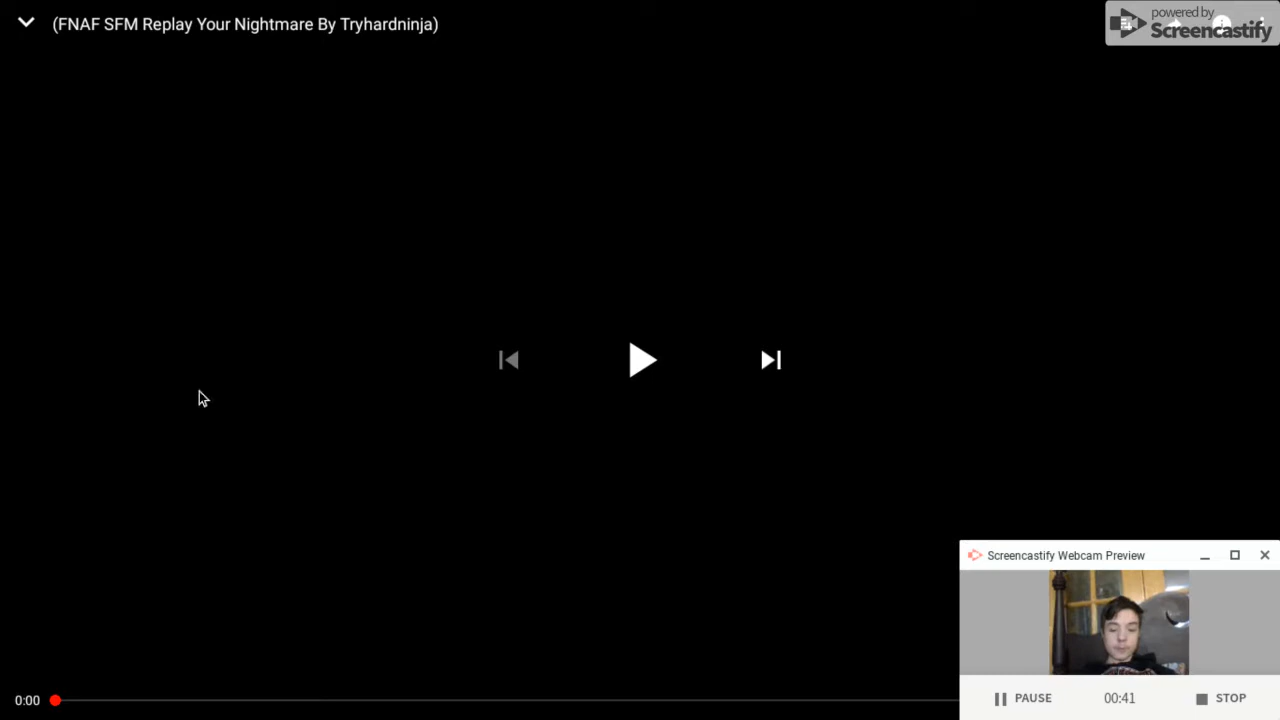 (FNAF SFM Replay Your Nightmare By Tryhardninja)
powered by
Screencastify
Screencastify Webcam Preview
0:00
PAUSE
00:41
STOP